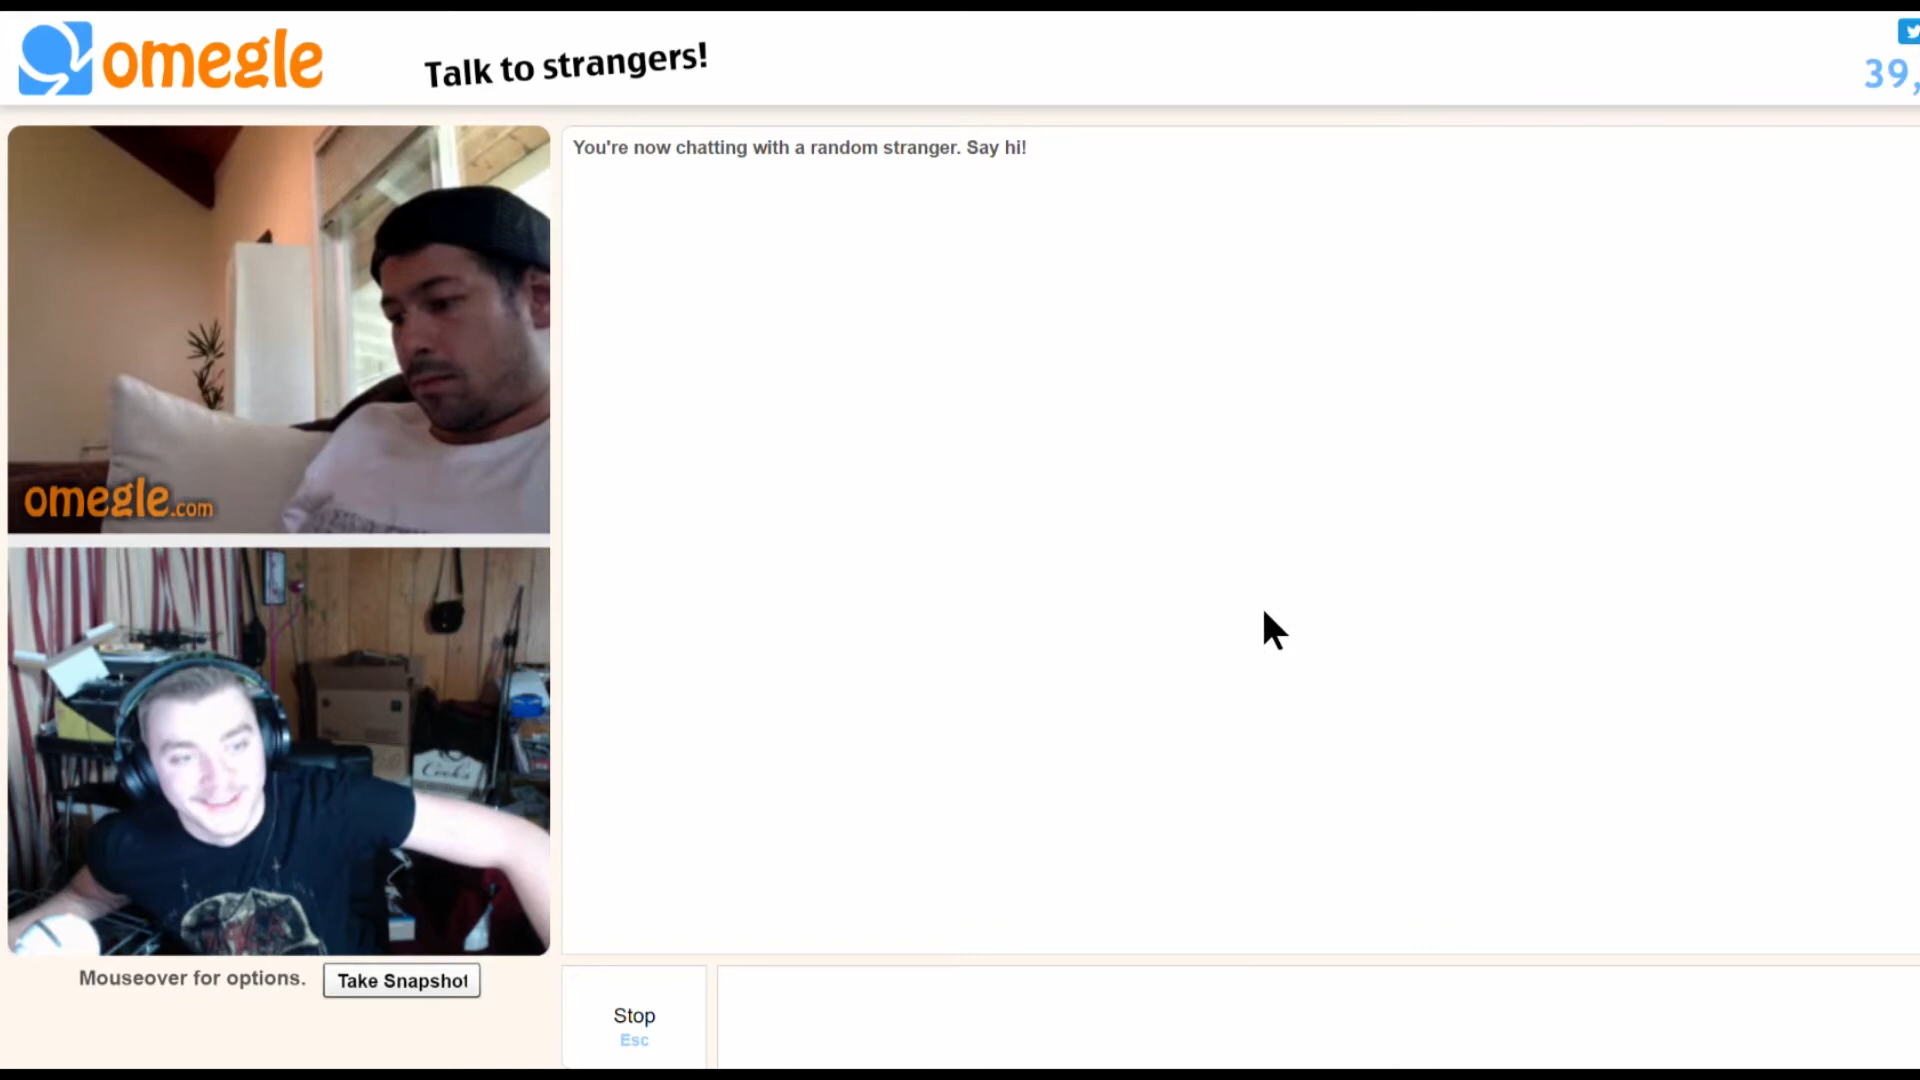 omegle
Talk to strangers!
39,
You're now chatting with a random stranger. Say hi!
omegle.com
Cook's
Mouseover for options.
Take Snapshot
Stop
Esc